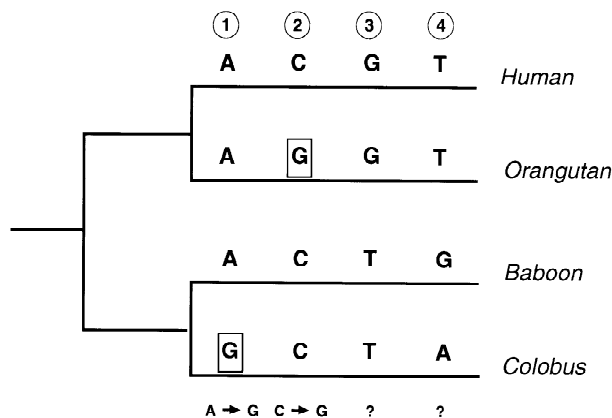 ① ② ③ ④
A C G T Human
A G G T Orangutan
A C T G Baboon
G C T A Colobus
A → G C → G ? ?